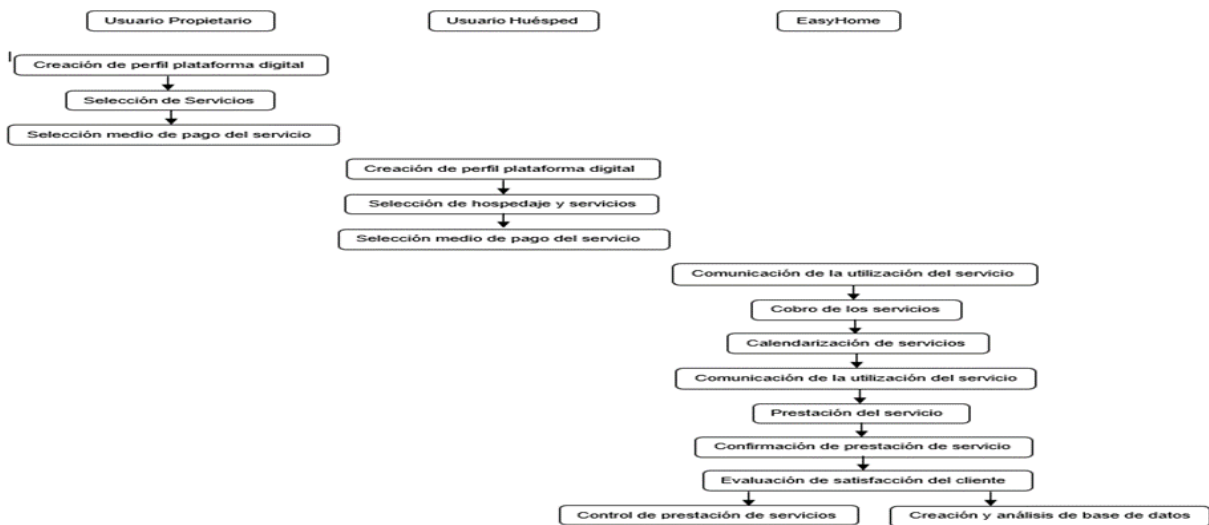 Usuario Propietario
Usuario Huésped
EasyHome
Creación de perfil plataforma digital
Selección de Servicios
Selección medio de pago del servicio
Creación de perfil plataforma digital
Selección de hospedaje y servicios
Selección medio de pago del servicio
Comunicación de la utilización del servicio
Cobro de los servicios
Calendarización de servicios
Comunicación de la utilización del servicio
Prestación del servicio
Confirmación de prestación de servicio
Evaluación de satisfacción del cliente
Control de prestación de servicios
Creación y análisis de base de datos